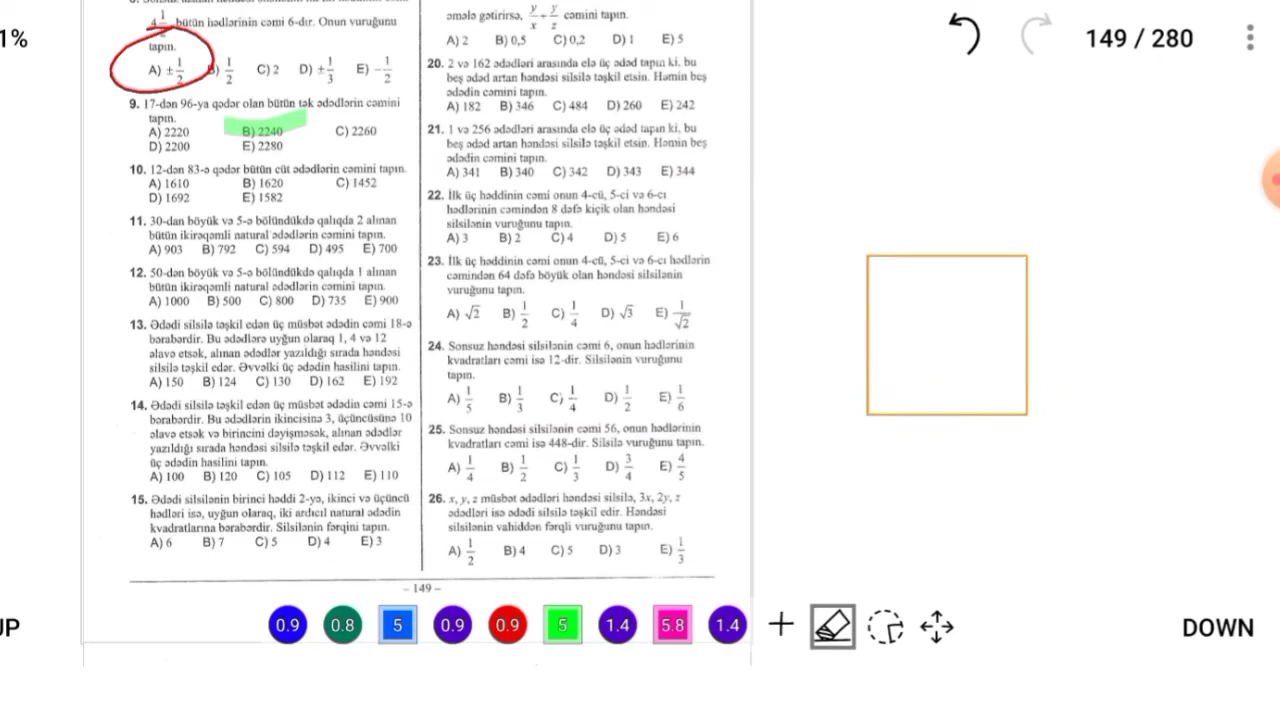 1%
149 / 280
4 1
bütün hədlərinin cəmi 6-dır. Onun vuruğunu
tapın.
A) ±1/2 B) 1/2 C) 2 D) ±1/3 E) −1/2
9. 17-dən 96-ya qədər olan bütün tək ədədlərin cəmini
tapın.
A) 2220 B) 2240 C) 2260
D) 2200 E) 2280
10. 12-dən 83-ə qədər bütün cüt ədədlərin cəmini tapın.
A) 1610 B) 1620 C) 1452
D) 1692 E) 1582
11. 30-dan böyük və 5-ə bölündükdə qalıqda 2 alınan
bütün ikirəqəmli natural ədədlərin cəmini tapın.
A) 903 B) 792 C) 594 D) 495 E) 700
12. 50-dən böyük və 5-ə bölündükdə qalıqda 1 alınan
bütün ikirəqəmli natural ədədlərin cəmini tapın.
A) 1000 B) 500 C) 800 D) 735 E) 900
13. Ədədi silsilə təşkil edən üç müsbət ədədin cəmi 18-ə
bərabərdir. Bu ədədlərə uyğun olaraq 1, 4 və 12
əlavə etsək, alınan ədədlər yazıldığı sırada həndəsi
silsilə təşkil edər. Əvvəlki üç ədədin hasilini tapın.
A) 150 B) 124 C) 130 D) 162 E) 192
14. Ədədi silsilə təşkil edən üç müsbət ədədin cəmi 15-ə
bərabərdir. Bu ədədlərin ikincisinə 3, üçüncüsünə 10
əlavə etsək və birincini dəyişməsək, alınan ədədlər
yazıldığı sırada həndəsi silsilə təşkil edər. Əvvəlki
üç ədədin hasilini tapın.
A) 100 B) 120 C) 105 D) 112 E) 110
15. Ədədi silsilənin birinci həddi 2-yə, ikinci və üçüncü
hədləri isə, uyğun olaraq, iki ardıcıl natural ədədin
kvadratlarına bərabərdir. Silsilənin fərqini tapın.
A) 6 B) 7 C) 5 D) 4 E) 3
əmələ gətirirsə, y/x + y/z cəmini tapın.
A) 2 B) 0,5 C) 0,2 D) 1 E) 5
20. 2 və 162 ədədləri arasında elə üç ədəd tapın ki, bu
beş ədəd artan həndəsi silsilə təşkil etsin. Həmin beş
ədədin cəmini tapın.
A) 182 B) 346 C) 484 D) 260 E) 242
21. 1 və 256 ədədləri arasında elə üç ədəd tapın ki, bu
beş ədəd artan həndəsi silsilə təşkil etsin. Həmin beş
ədədin cəmini tapın.
A) 341 B) 340 C) 342 D) 343 E) 344
22. İlk üç həddinin cəmi onun 4-cü, 5-ci və 6-cı
hədlərinin cəmindən 8 dəfə kiçik olan həndəsi
silsilənin vuruğunu tapın.
A) 3 B) 2 C) 4 D) 5 E) 6
23. İlk üç həddinin cəmi onun 4-cü, 5-ci və 6-cı hədlərin
cəmindən 64 dəfə böyük olan həndəsi silsilənin
vuruğunu tapın.
A) √2 B) 1/2 C) 1/4 D) √3 E) 1/√2
24. Sonsuz həndəsi silsilənin cəmi 6, onun hədlərinin
kvadratları cəmi isə 12-dir. Silsilənin vuruğunu
tapın.
A) 1/5 B) 1/3 C) 1/4 D) 1/2 E) 1/6
25. Sonsuz həndəsi silsilənin cəmi 56, onun hədlərinin
kvadratları cəmi isə 448-dir. Silsilə vuruğunu tapın.
A) 1/4 B) 1/2 C) 1/3 D) 3/4 E) 4/5
26. x, y, z müsbət ədədləri həndəsi silsilə, 3x, 2y, z
ədədləri isə ədədi silsilə təşkil edir. Həndəsi
silsilənin vahiddən fərqli vuruğunu tapın.
A) 1/2 B) 4 C) 5 D) 3 E) 1/3
– 149 –
UP
0.9 0.8 5 0.9 0.9 5 1.4 5.8 1.4
DOWN